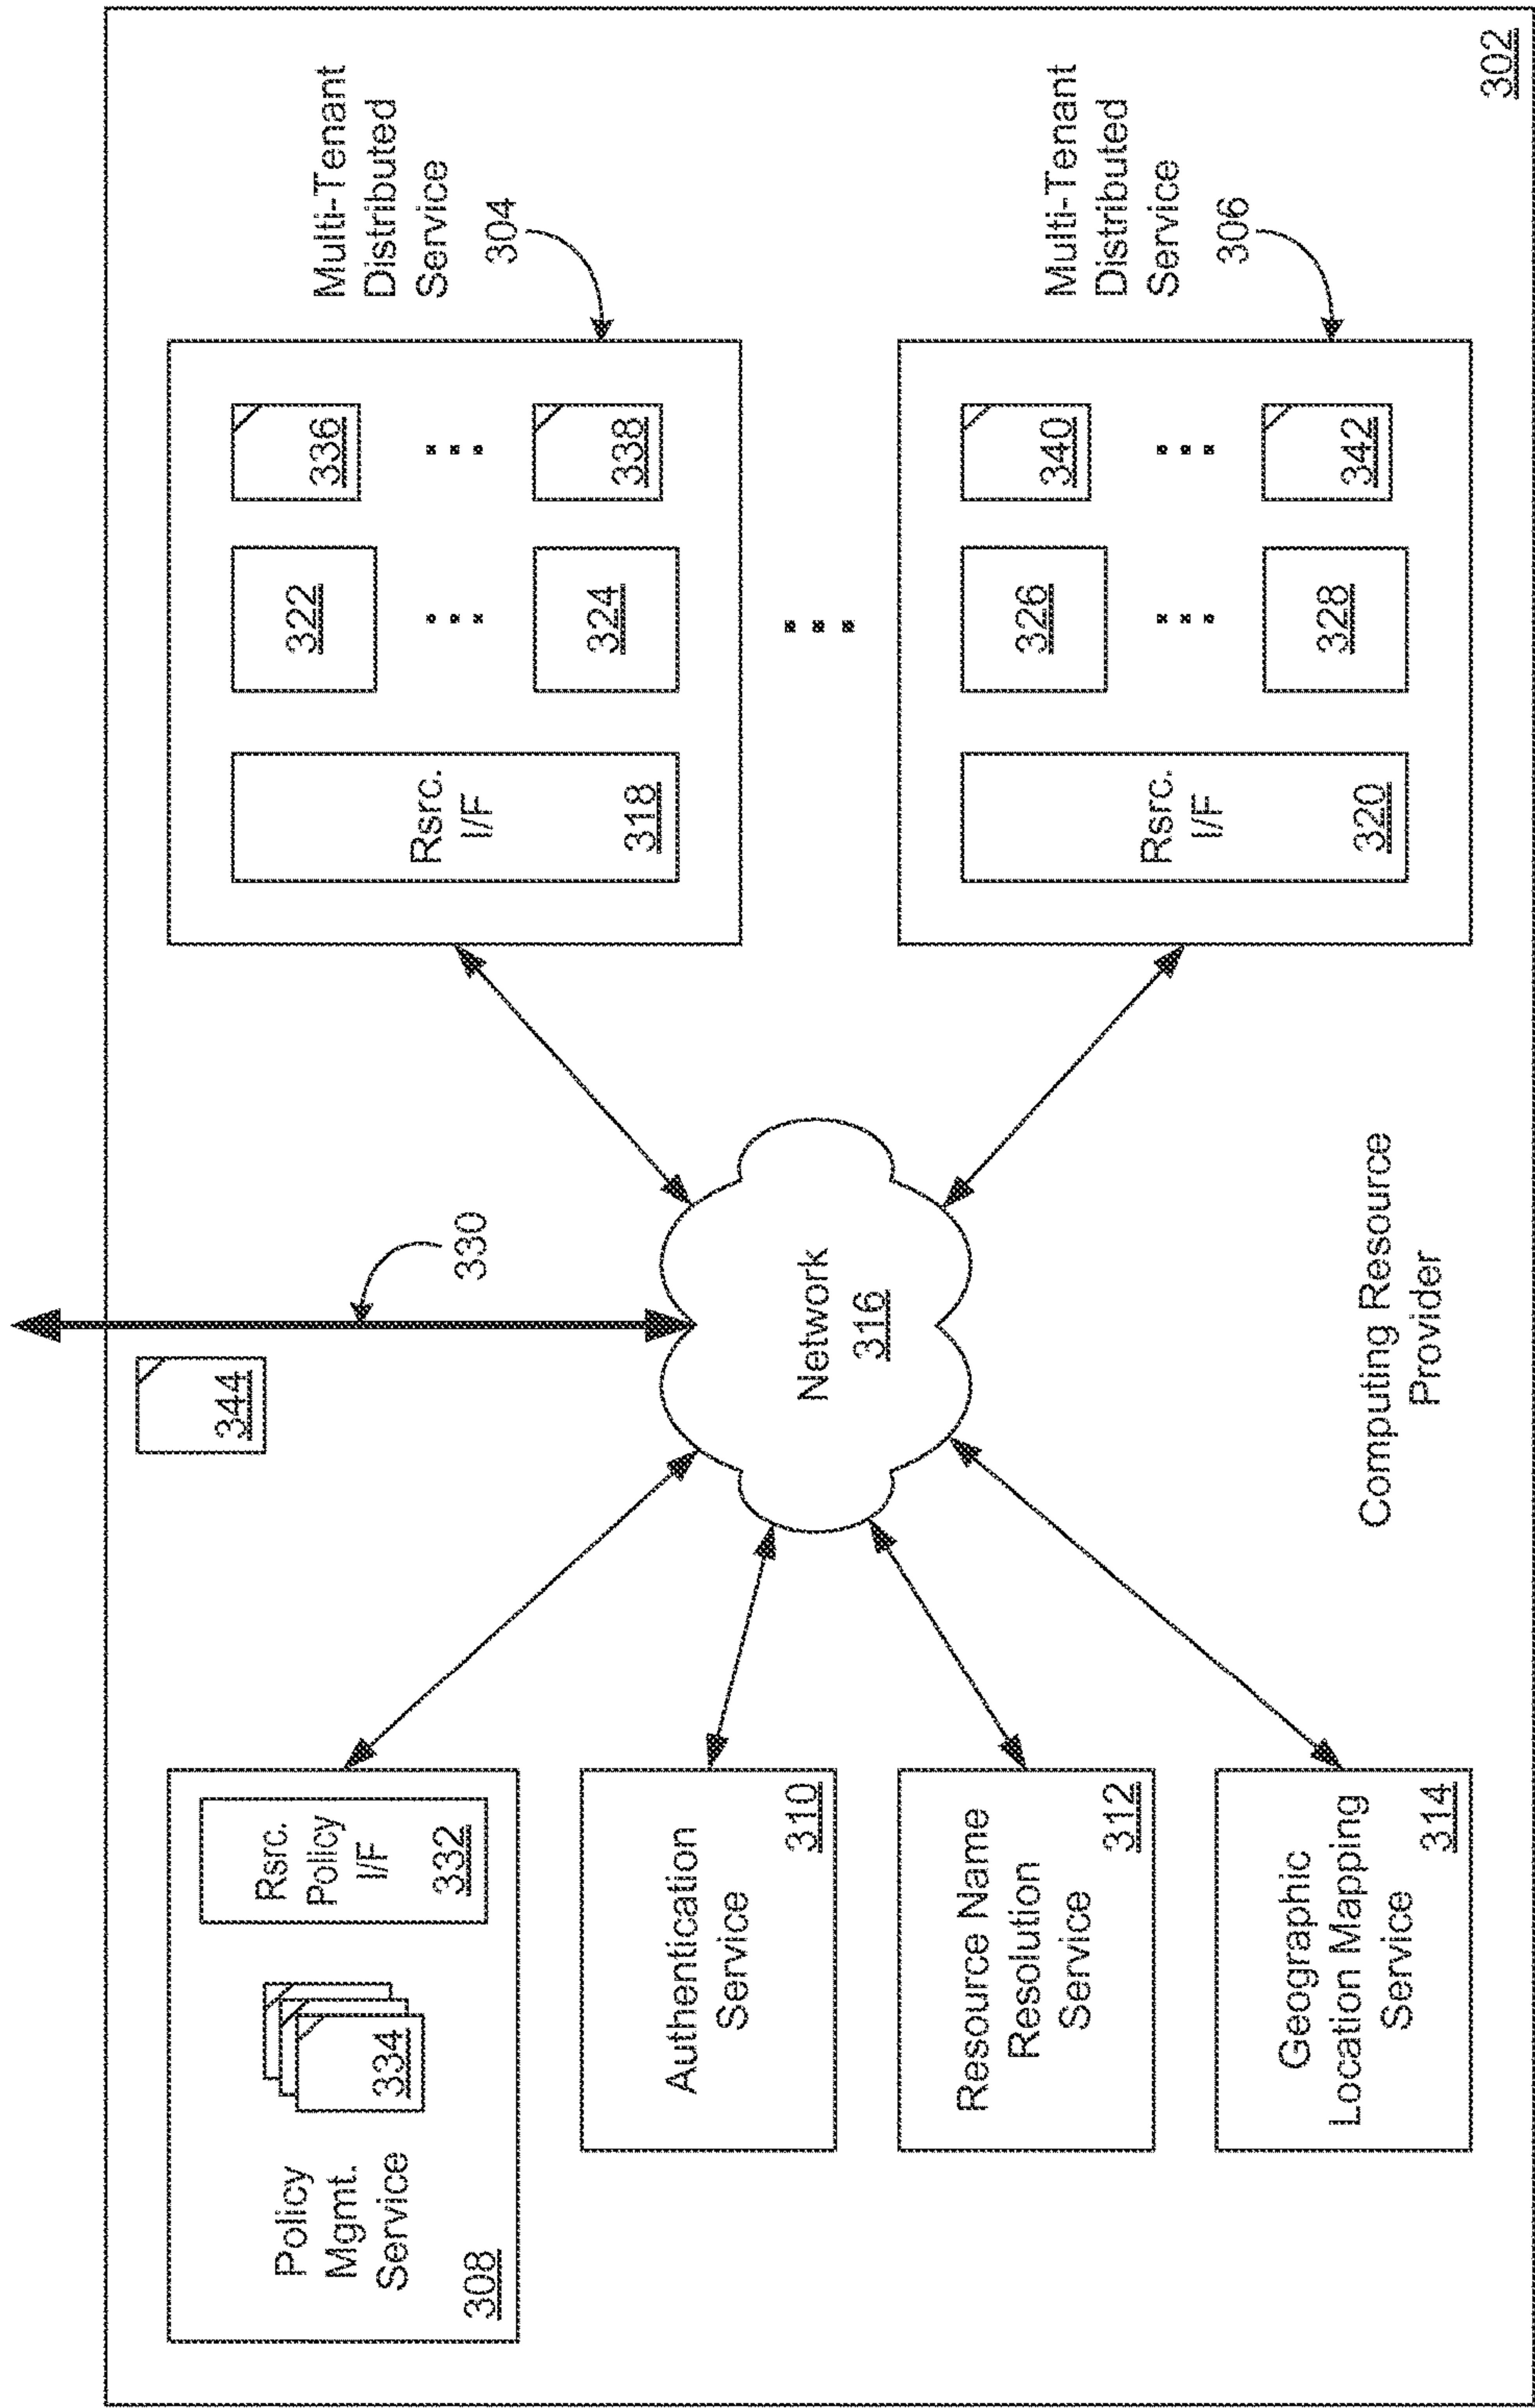 Policy
Mgmt.
Service
308
334
Rsrc.
Policy
I/F
332
Authentication
Service
310
Resource Name
Resolution
Service
312
Geographic
Location Mapping
Service
314
344
330
Network
316
Computing Resource
Provider
Rsrc.
I/F
318
322
324
336
338
Multi-Tenant
Distributed
Service
304
Rsrc.
I/F
320
326
328
340
342
Multi-Tenant
Distributed
Service
306
302